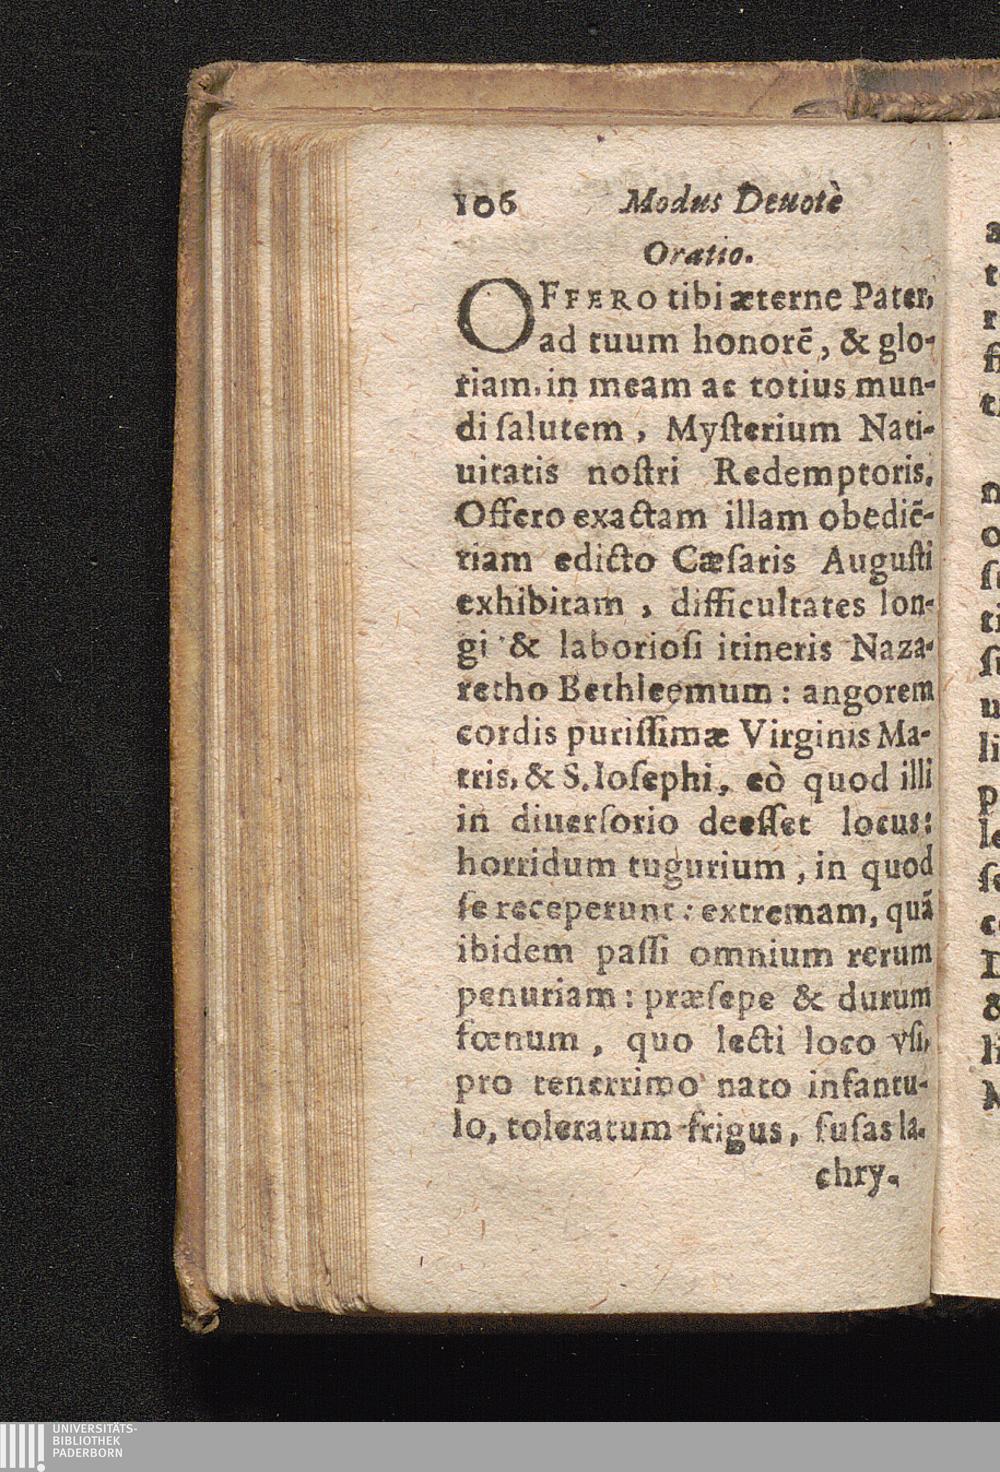 106 Modus Deuotè
Oratio.
OFFERO tibi æterne Pater,
ad tuum honorē, & glo-
riam, in meam ac totius mun-
di ſalutem, Myſterium Nati-
uitatis noſtri Redemptoris.
Offero exactam illam obediē-
tiam edicto Cæſaris Auguſti
exhibitam, difficultates lon-
gi & laborioſi itineris Naza-
retho Bethleemum: angorem
cordis puriſſimæ Virginis Ma-
tris, & S. Ioſephi, eò quod illi
in diuerſorio deeſſet locus:
horridum tugurium, in quod
ſe receperunt: extremam, quā
ibidem paſſi omnium rerum
penuriam: præſepe & durum
fœnum, quo lecti loco vſi,
pro tenerrimo nato infantu-
lo, toleratum frigus, fuſas la-
chry-
UNIVERSITÄTS-
BIBLIOTHEK
PADERBORN